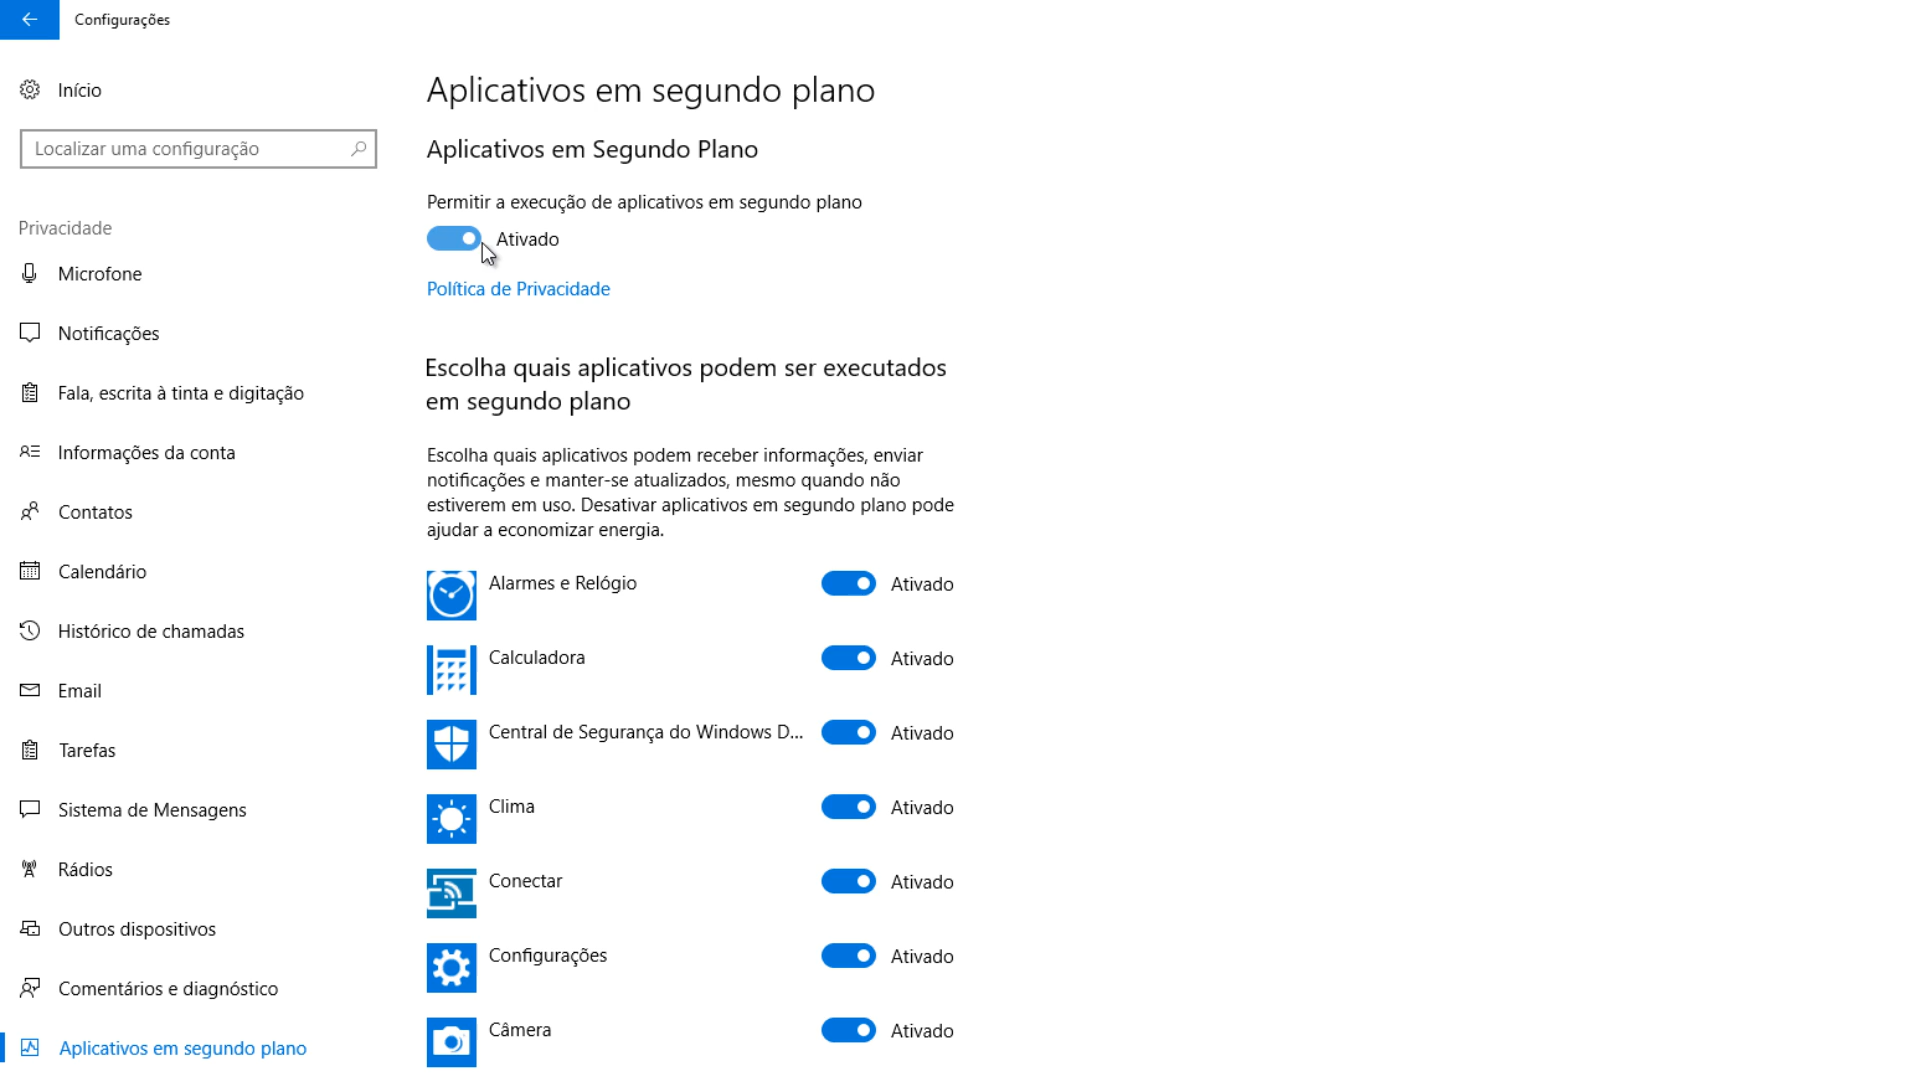 Configurações
Início
Localizar uma configuração
Privacidade
Microfone
Notificações
Fala, escrita à tinta e digitação
Informações da conta
Contatos
Calendário
Histórico de chamadas
Email
Tarefas
Sistema de Mensagens
Rádios
Outros dispositivos
Comentários e diagnóstico
Aplicativos em segundo plano
Aplicativos em segundo plano
Aplicativos em Segundo Plano
Permitir a execução de aplicativos em segundo plano
Ativado
Política de Privacidade
Escolha quais aplicativos podem ser executados
em segundo plano
Escolha quais aplicativos podem receber informações, enviar
notificações e manter-se atualizados, mesmo quando não
estiverem em uso. Desativar aplicativos em segundo plano pode
ajudar a economizar energia.
Alarmes e Relógio Ativado
Calculadora Ativado
Central de Segurança do Windows D... Ativado
Clima Ativado
Conectar Ativado
Configurações Ativado
Câmera Ativado